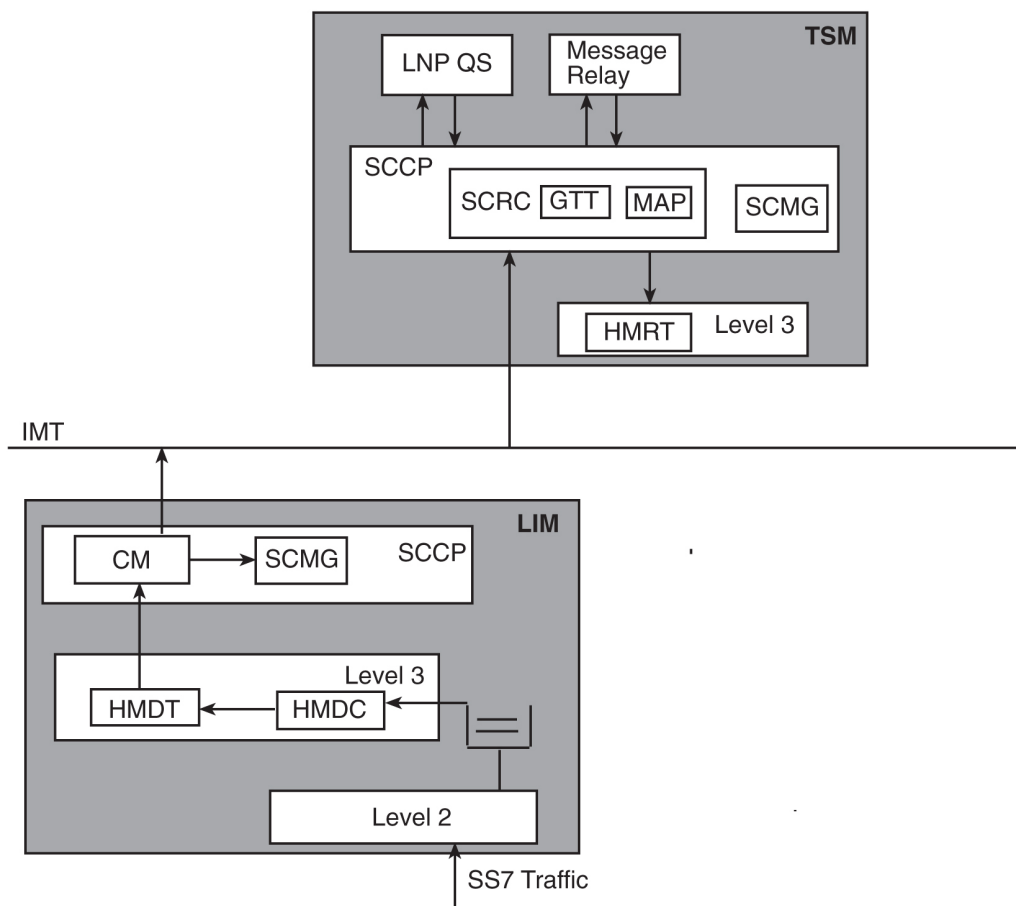 TSM
LNP QS
Message
Relay
SCCP
SCRC
GTT
MAP
SCMG
Level 3
HMRT
IMT
LIM
CM
SCMG
SCCP
Level 3
HMDT
HMDC
Level 2
SS7 Traffic